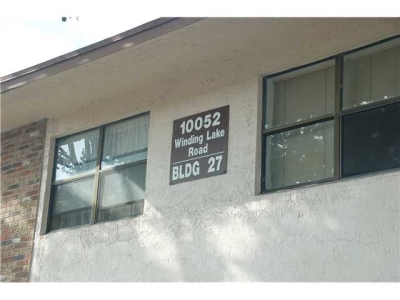 10052
Winding Lake
Road
BLDG 27